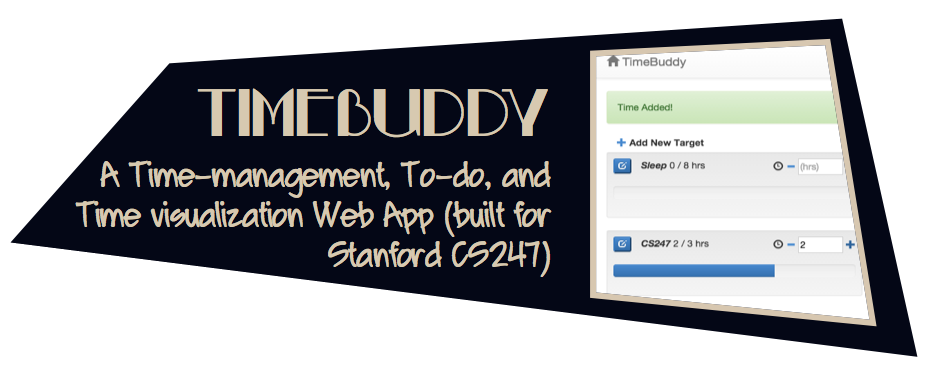 TIMEBUDDY
A Time-management, To-do, and
Time visualization Web App (built for
Stanford CS247)
TimeBuddy
Time Added!
Add New Target
Sleep 0 / 8 hrs
(hrs)
CS247 2 / 3 hrs
2